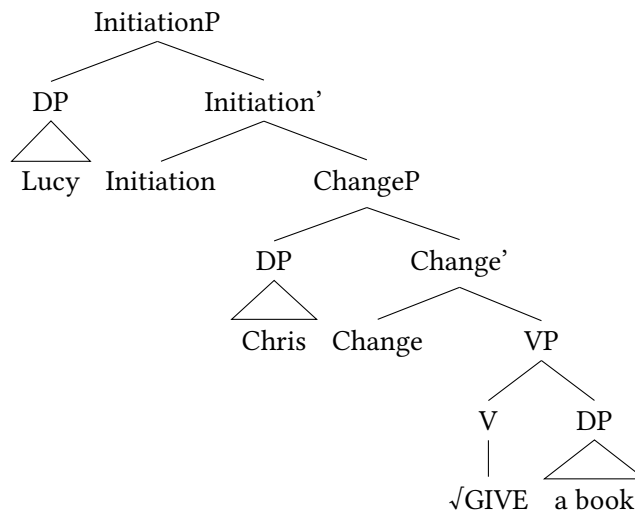 InitiationP
DP Initiation’
Lucy Initiation ChangeP
DP Change’
Chris Change VP
V DP
√GIVE a book